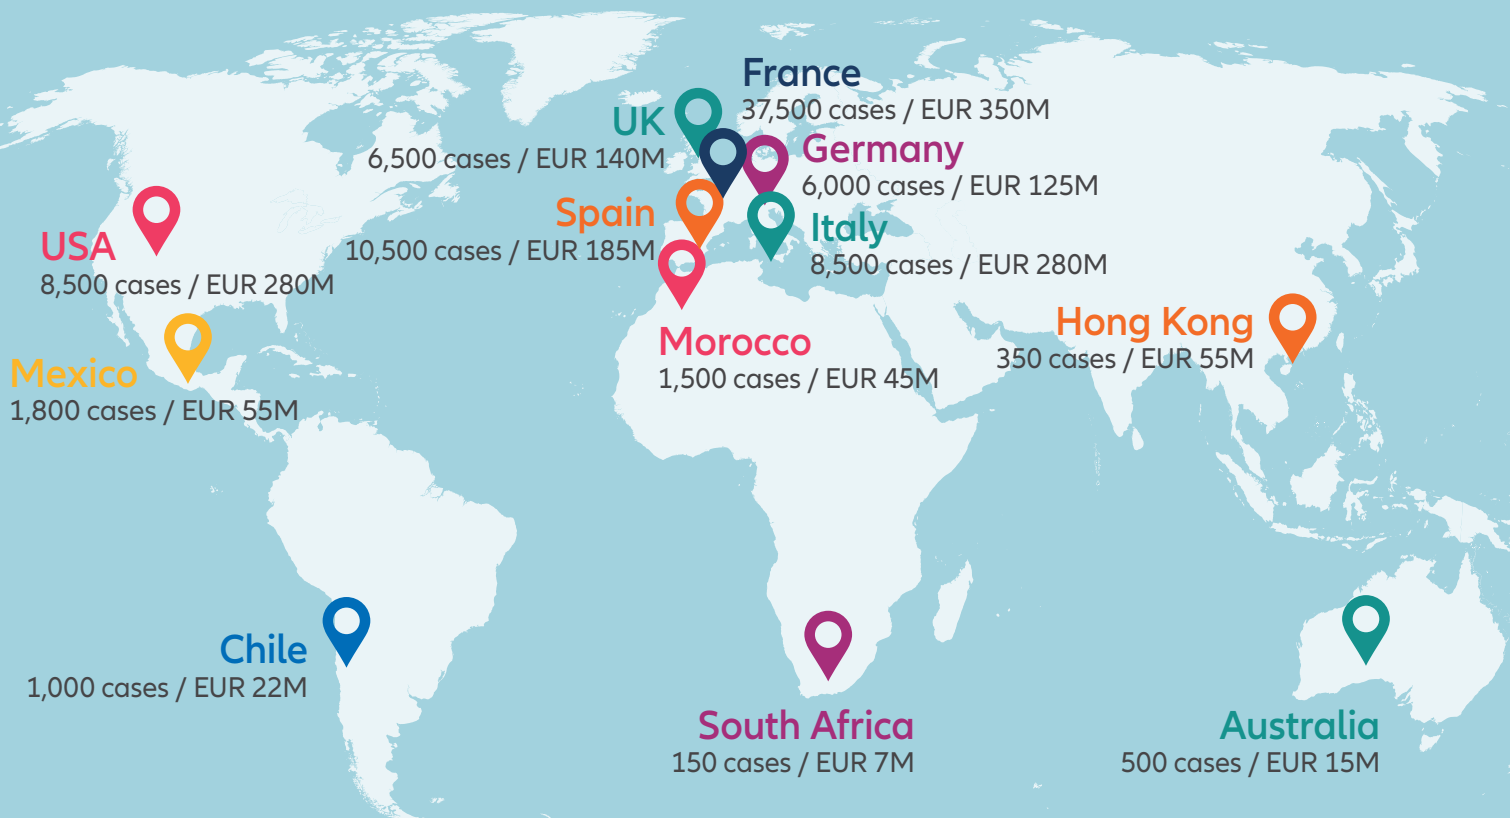 France
37,500 cases / EUR 350M
UK
6,500 cases / EUR 140M
Germany
6,000 cases / EUR 125M
Spain
10,500 cases / EUR 185M
Italy
8,500 cases / EUR 280M
USA
8,500 cases / EUR 280M
Hong Kong
350 cases / EUR 55M
Morocco
1,500 cases / EUR 45M
Mexico
1,800 cases / EUR 55M
Chile
1,000 cases / EUR 22M
South Africa
150 cases / EUR 7M
Australia
500 cases / EUR 15M